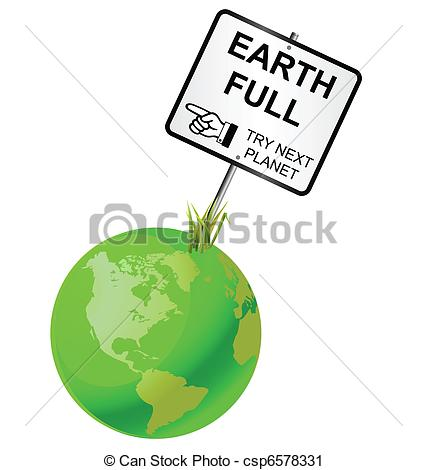 EARTH
FULL
TRY NEXT
PLANET
© Can Stock Photo
© Can Stock Photo - csp6578331